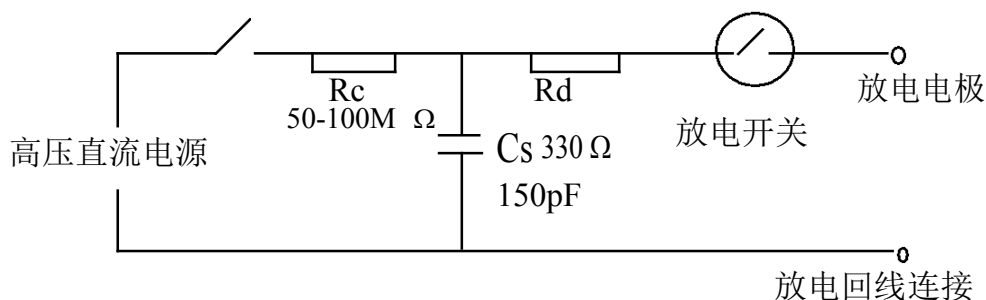 Rc
50-100M Ω
Rd
放电电极
放电开关
高压直流电源
Cs 330Ω
150pF
放电回线连接